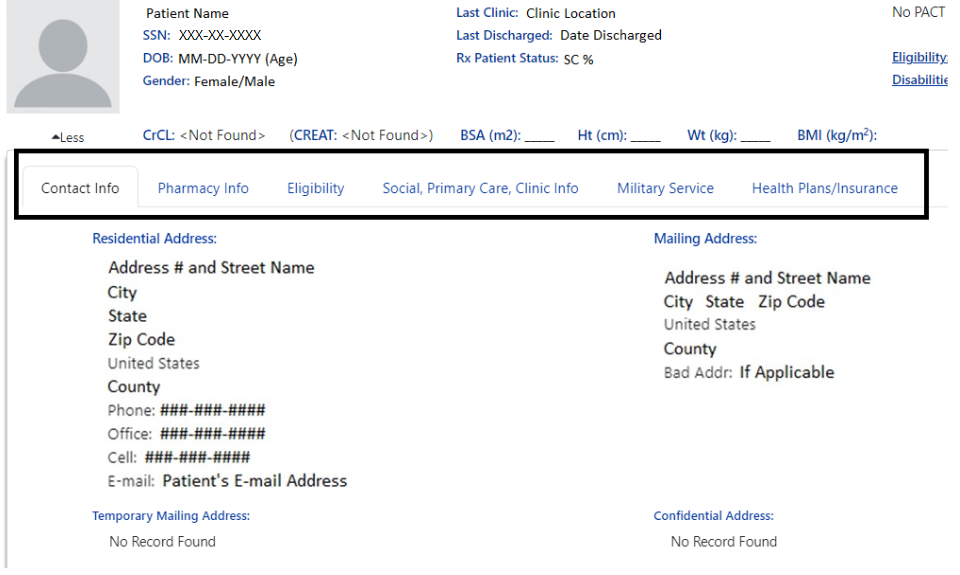 Patient Name Last Clinic: Clinic Location No PACT
SSN: XXX-XX-XXXX Last Discharged: Date Discharged
DOB: MM-DD-YYYY (Age) Rx Patient Status: SC % Eligibility:
Gender: Female/Male Disabilitie
Less CrCL: <Not Found> (CREAT: <Not Found>) BSA (m2): ____ Ht (cm): ____ Wt (kg): ____ BMI (kg/m²):
Contact Info Pharmacy Info Eligibility Social, Primary Care, Clinic Info Military Service Health Plans/Insurance
Residential Address:
Address # and Street Name
City
State
Zip Code
United States
County
Phone: ###-###-####
Office: ###-###-####
Cell: ###-###-####
E-mail: Patient's E-mail Address
Mailing Address:
Address # and Street Name
City State Zip Code
United States
County
Bad Addr: If Applicable
Temporary Mailing Address:
No Record Found
Confidential Address:
No Record Found